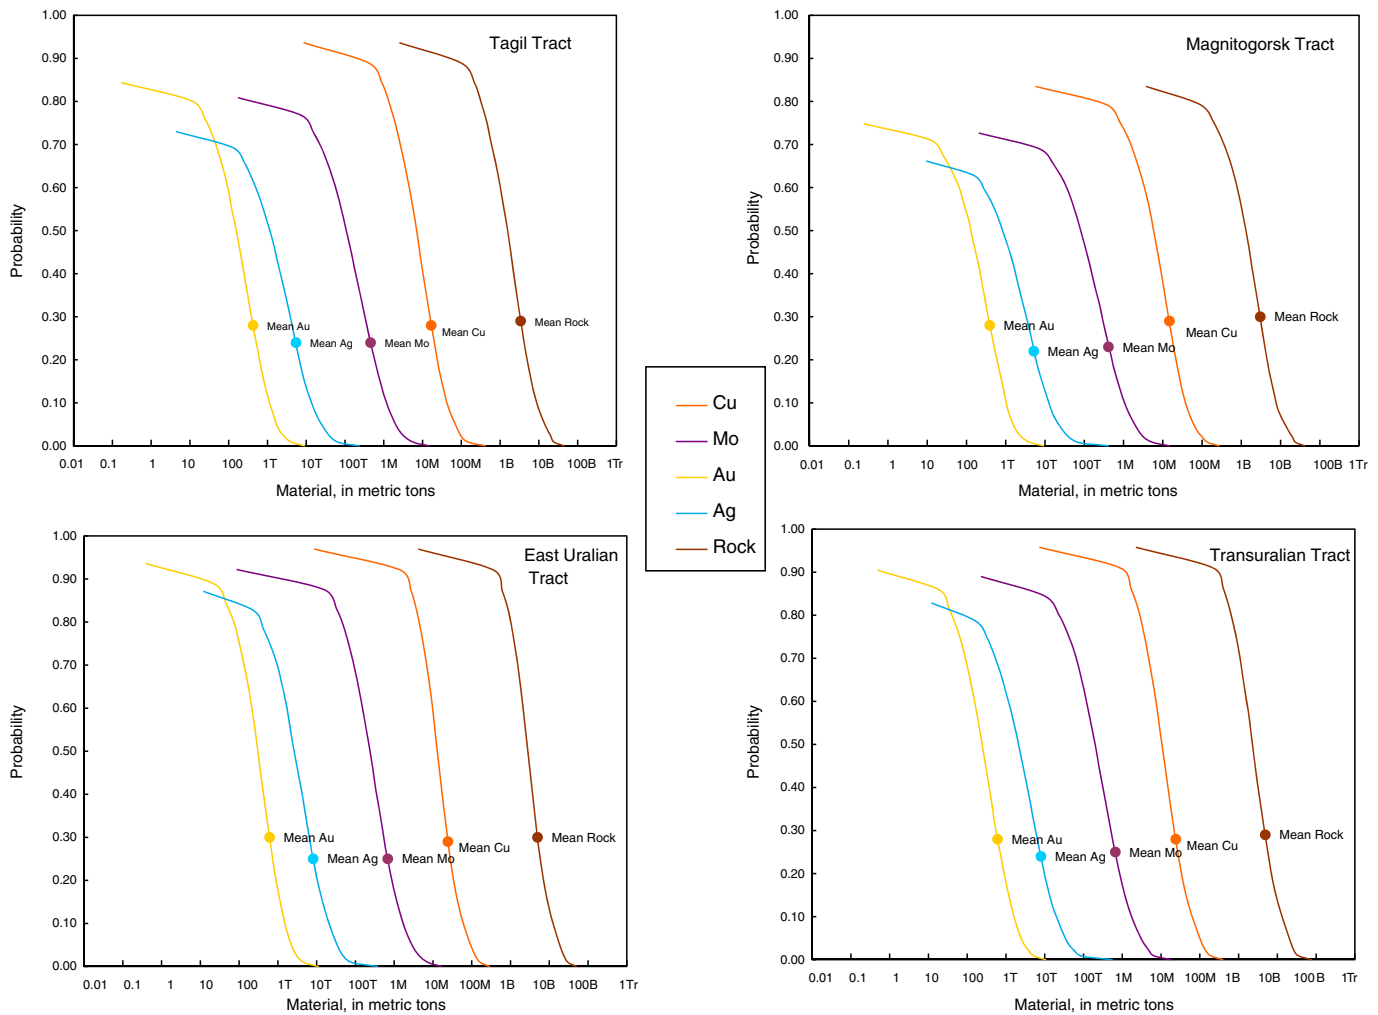 Tagil Tract
1.00
0.90
0.80
0.70
0.60
0.50
0.40
0.30
0.20
0.10
0.00
Probability
Mean Au
Mean Ag
Mean Mo
Mean Cu
Mean Rock
0.01 0.1 1 10 100 1T 10T 100T 1M 10M 100M 1B 10B 100B 1Tr
Material, in metric tons
Magnitogorsk Tract
1.00
0.90
0.80
0.70
0.60
0.50
0.40
0.30
0.20
0.10
0.00
Probability
Mean Au
Mean Ag
Mean Mo
Mean Cu
Mean Rock
0.01 0.1 1 10 100 1T 10T 100T 1M 10M 100M 1B 10B 100B 1Tr
Material, in metric tons
Cu
Mo
Au
Ag
Rock
East Uralian
Tract
1.00
0.90
0.80
0.70
0.60
0.50
0.40
0.30
0.20
0.10
0.00
Probability
Mean Au
Mean Ag
Mean Mo
Mean Cu
Mean Rock
0.01 0.1 1 10 100 1T 10T 100T 1M 10M 100M 1B 10B 100B 1Tr
Material, in metric tons
Transuralian Tract
1.00
0.90
0.80
0.70
0.60
0.50
0.40
0.30
0.20
0.10
0.00
Probability
Mean Au
Mean Ag
Mean Mo
Mean Cu
Mean Rock
0.01 0.1 1 10 100 1T 10T 100T 1M 10M 100M 1B 10B 100B 1Tr
Material, in metric tons